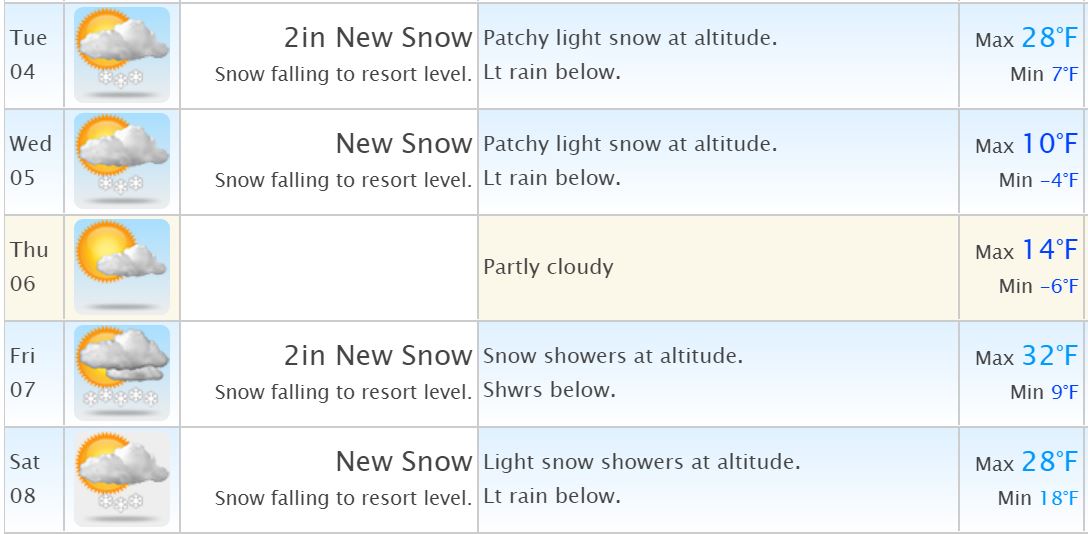 Tue
04
2in New Snow
Snow falling to resort level.
Patchy light snow at altitude.
Lt rain below.
Max 28°F
Min 7°F
Wed
05
New Snow
Snow falling to resort level.
Patchy light snow at altitude.
Lt rain below.
Max 10°F
Min -4°F
Thu
06
Partly cloudy
Max 14°F
Min -6°F
Fri
07
2in New Snow
Snow falling to resort level.
Snow showers at altitude.
Shwrs below.
Max 32°F
Min 9°F
Sat
08
New Snow
Snow falling to resort level.
Light snow showers at altitude.
Lt rain below.
Max 28°F
Min 18°F